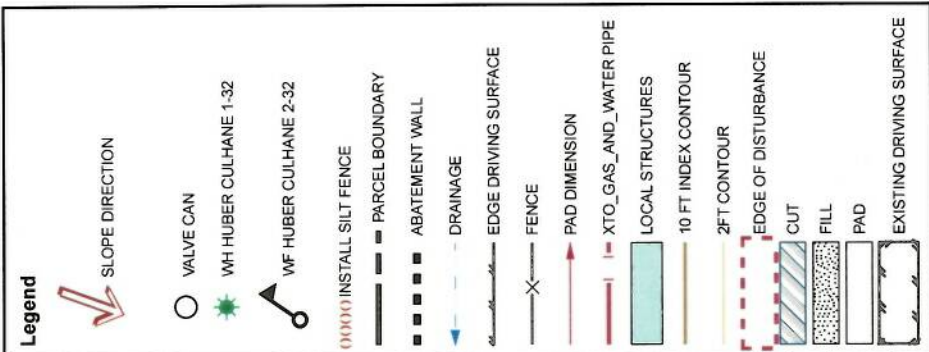 Legend
SLOPE DIRECTION
VALVE CAN
WH HUBER CULHANE 1-32
WF HUBER CULHANE 2-32
INSTALL SILT FENCE
PARCEL BOUNDARY
ABATEMENT WALL
DRAINAGE
EDGE DRIVING SURFACE
FENCE
PAD DIMENSION
XTO_GAS_AND_WATER PIPE
LOCAL STRUCTURES
10 FT INDEX CONTOUR
2FT CONTOUR
EDGE OF DISTURBANCE
CUT
FILL
PAD
EXISTING DRIVING SURFACE